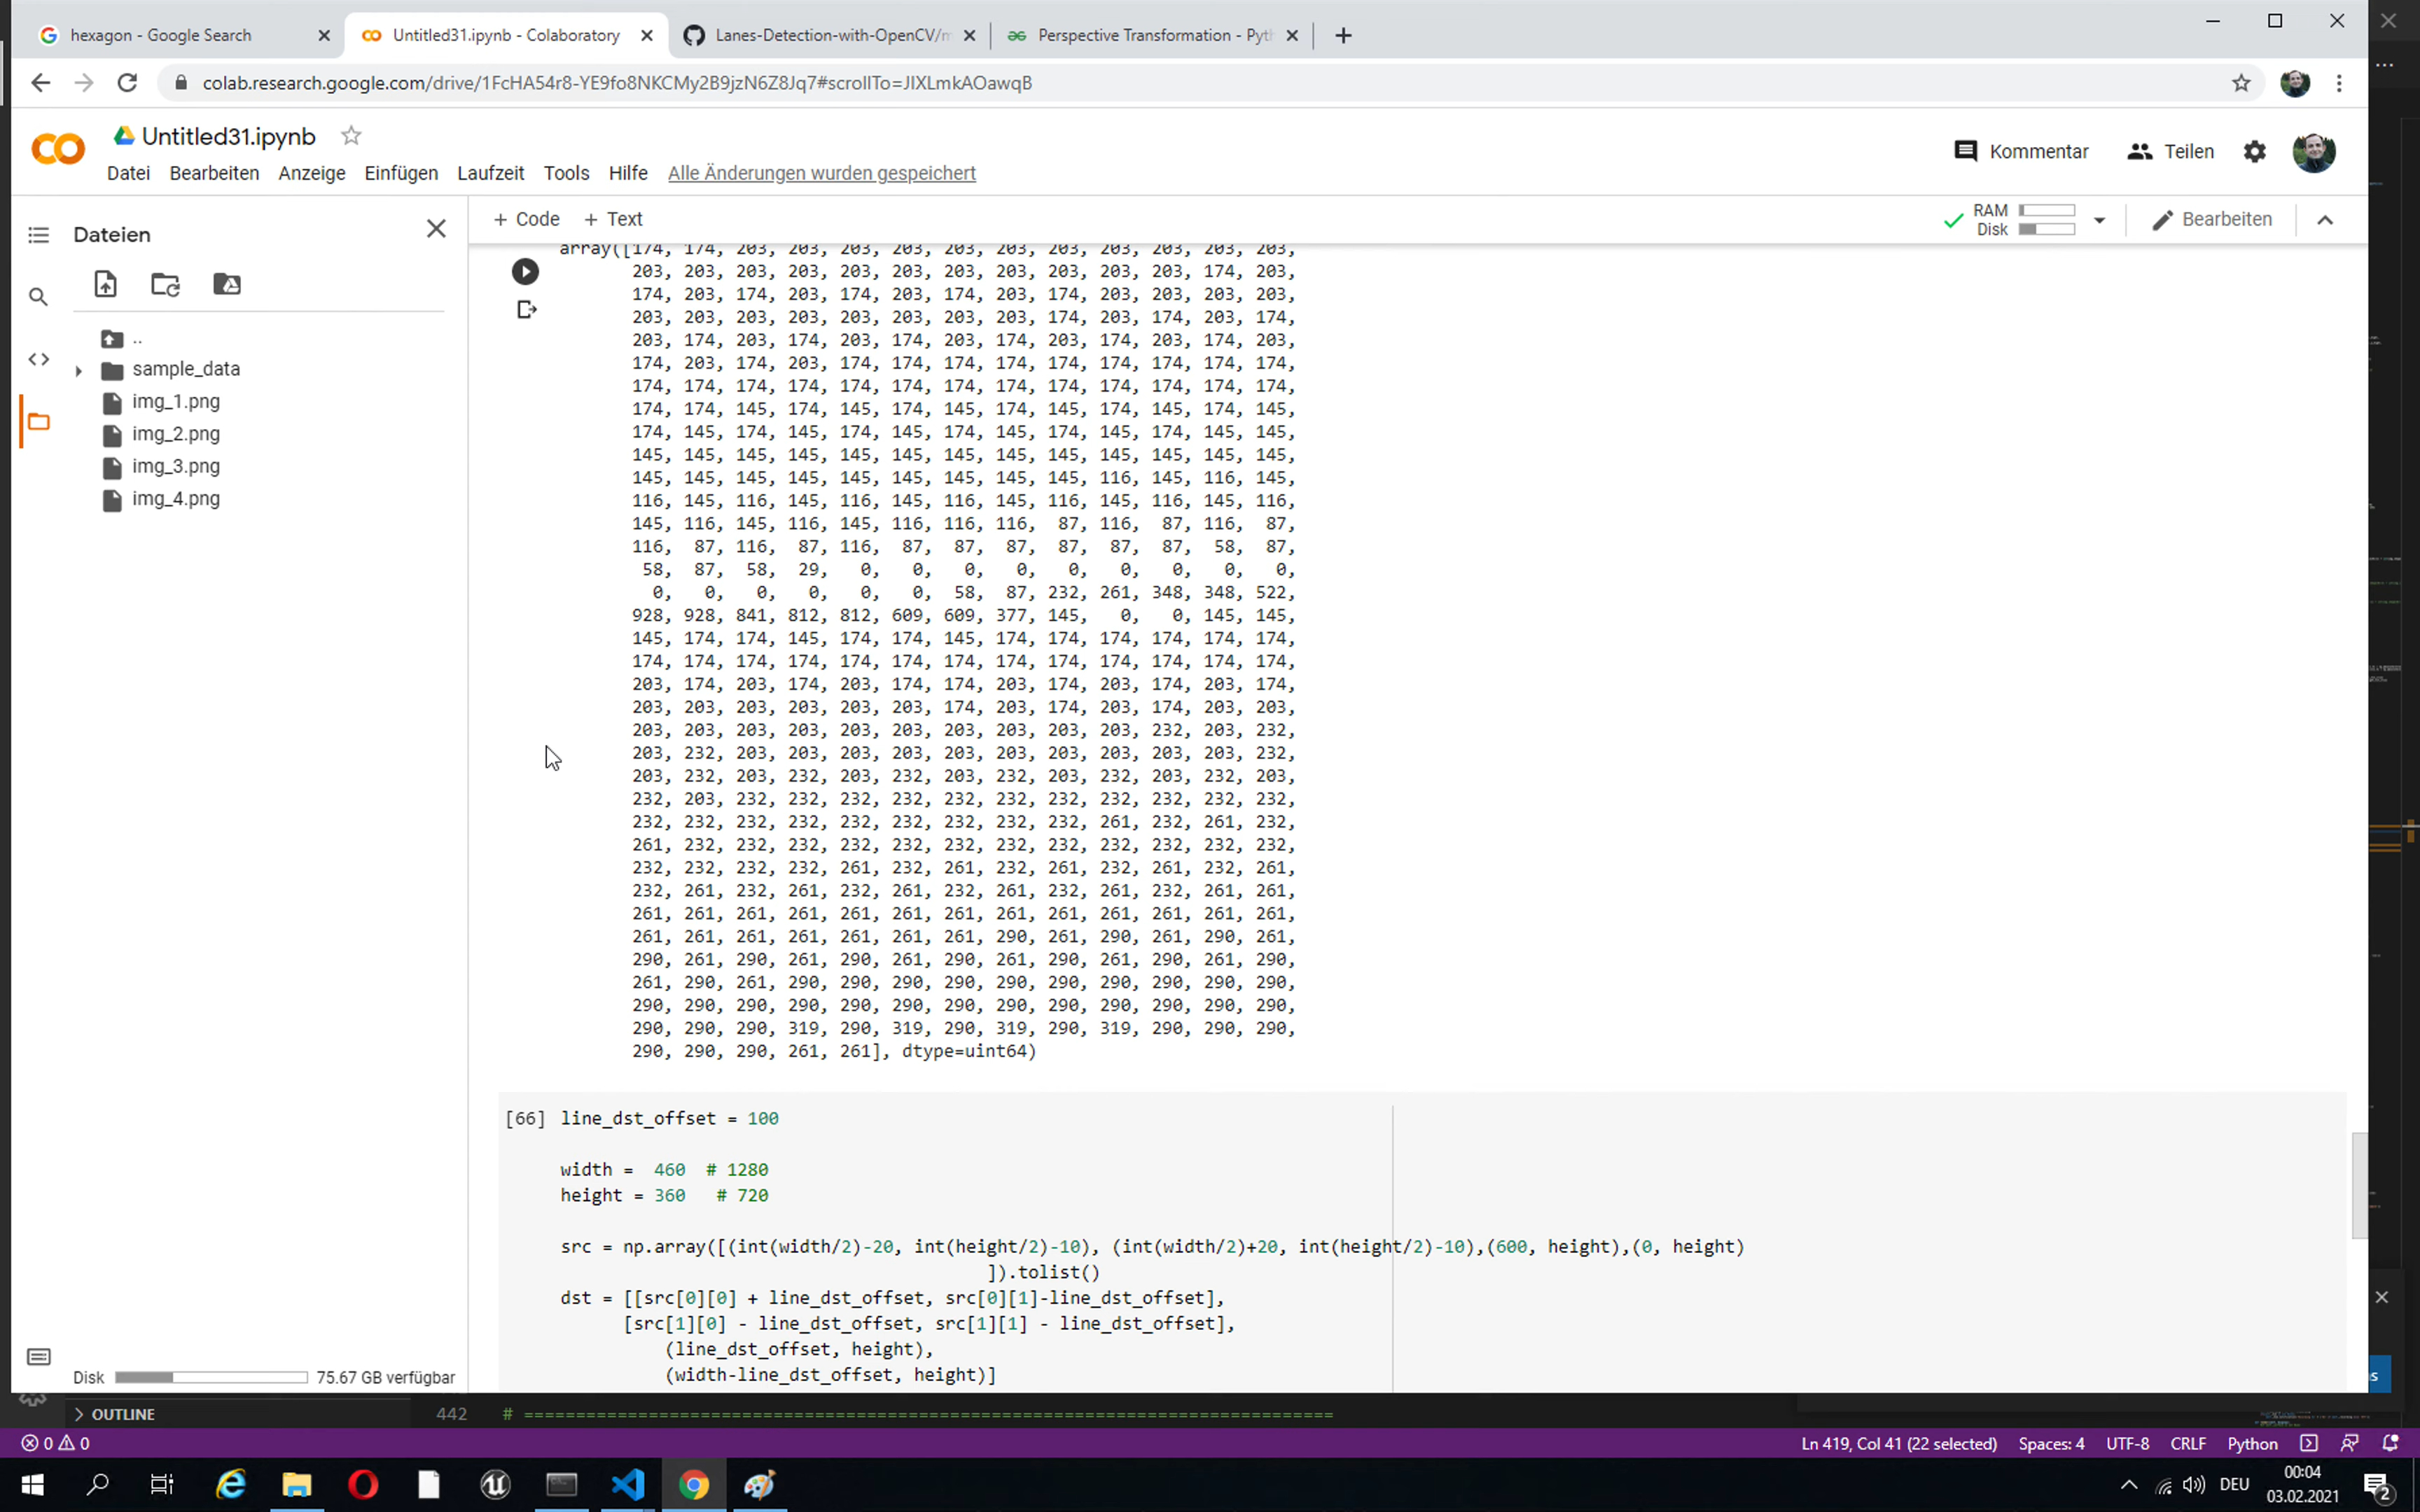 hexagon - Google Search
Untitled31.ipynb - Colaboratory
Lanes-Detection-with-OpenCV/m
Perspective Transformation - Pyth
colab.research.google.com/drive/1FcHA54r8-YE9fo8NKCMy2B9jzN6Z8Jq7#scrollTo=JIXLmkAOawqB
Untitled31.ipynb
Kommentar
Teilen
Datei Bearbeiten Anzeige Einfügen Laufzeit Tools Hilfe Alle Änderungen wurden gespeichert
Dateien
+ Code + Text
RAM
Disk
Bearbeiten
..
sample_data
img_1.png
img_2.png
img_3.png
img_4.png
array([174, 174, 203, 203, 203, 203, 203, 203, 203, 203, 203, 203, 203,
203, 203, 203, 203, 203, 203, 203, 203, 203, 203, 203, 174, 203,
174, 203, 174, 203, 174, 203, 174, 203, 174, 203, 203, 203, 203,
203, 203, 203, 203, 203, 203, 203, 203, 174, 203, 174, 203, 174,
203, 174, 203, 174, 203, 174, 203, 174, 203, 174, 203, 174, 203,
174, 203, 174, 203, 174, 174, 174, 174, 174, 174, 174, 174, 174,
174, 174, 174, 174, 174, 174, 174, 174, 174, 174, 174, 174, 174,
174, 174, 145, 174, 145, 174, 145, 174, 145, 174, 145, 174, 145,
174, 145, 174, 145, 174, 145, 174, 145, 174, 145, 174, 145, 145,
145, 145, 145, 145, 145, 145, 145, 145, 145, 145, 145, 145, 145,
145, 145, 145, 145, 145, 145, 145, 145, 145, 116, 145, 116, 145,
116, 145, 116, 145, 116, 145, 116, 145, 116, 145, 116, 145, 116,
145, 116, 145, 116, 145, 116, 116, 116, 87, 116, 87, 116, 87,
116, 87, 116, 87, 116, 87, 87, 87, 87, 87, 87, 58, 87,
58, 87, 58, 29, 0, 0, 0, 0, 0, 0, 0, 0, 0,
0, 0, 0, 0, 0, 0, 58, 87, 232, 261, 348, 348, 522,
928, 928, 841, 812, 812, 609, 609, 377, 145, 0, 0, 145, 145,
145, 174, 174, 145, 174, 174, 145, 174, 174, 174, 174, 174, 174,
174, 174, 174, 174, 174, 174, 174, 174, 174, 174, 174, 174, 174,
203, 174, 203, 174, 203, 174, 174, 203, 174, 203, 174, 203, 174,
203, 203, 203, 203, 203, 203, 174, 203, 174, 203, 174, 203, 203,
203, 203, 203, 203, 203, 203, 203, 203, 203, 203, 232, 203, 232,
203, 232, 203, 203, 203, 203, 203, 203, 203, 203, 203, 203, 232,
203, 232, 203, 232, 203, 232, 203, 232, 203, 232, 203, 232, 203,
232, 203, 232, 232, 232, 232, 232, 232, 232, 232, 232, 232, 232,
232, 232, 232, 232, 232, 232, 232, 232, 232, 261, 232, 261, 232,
261, 232, 232, 232, 232, 232, 232, 232, 232, 232, 232, 232, 232,
232, 232, 232, 232, 261, 232, 261, 232, 261, 232, 261, 232, 261,
232, 261, 232, 261, 232, 261, 232, 261, 232, 261, 232, 261, 261,
261, 261, 261, 261, 261, 261, 261, 261, 261, 261, 261, 261, 261,
261, 261, 261, 261, 261, 261, 261, 290, 261, 290, 261, 290, 261,
290, 261, 290, 261, 290, 261, 290, 261, 290, 261, 290, 261, 290,
261, 290, 261, 290, 290, 290, 290, 290, 290, 290, 290, 290, 290,
290, 290, 290, 290, 290, 290, 290, 290, 290, 290, 290, 290, 290,
290, 290, 290, 319, 290, 319, 290, 319, 290, 319, 290, 290, 290,
290, 290, 290, 261, 261], dtype=uint64)
[66] line_dst_offset = 100
width =  460  # 1280
height = 360   # 720
src = np.array([(int(width/2)-20, int(height/2)-10), (int(width/2)+20, int(height/2)-10),(600, height),(0, height)
]).tolist()
dst = [[src[0][0] + line_dst_offset, src[0][1]-line_dst_offset],
[src[1][0] - line_dst_offset, src[1][1] - line_dst_offset],
(line_dst_offset, height),
(width-line_dst_offset, height)]
Disk 75.67 GB verfügbar
OUTLINE
442 # ==============================================================================
0 0
Ln 419, Col 41 (22 selected) Spaces: 4 UTF-8 CRLF Python
DEU
00:04
03.02.2021
2